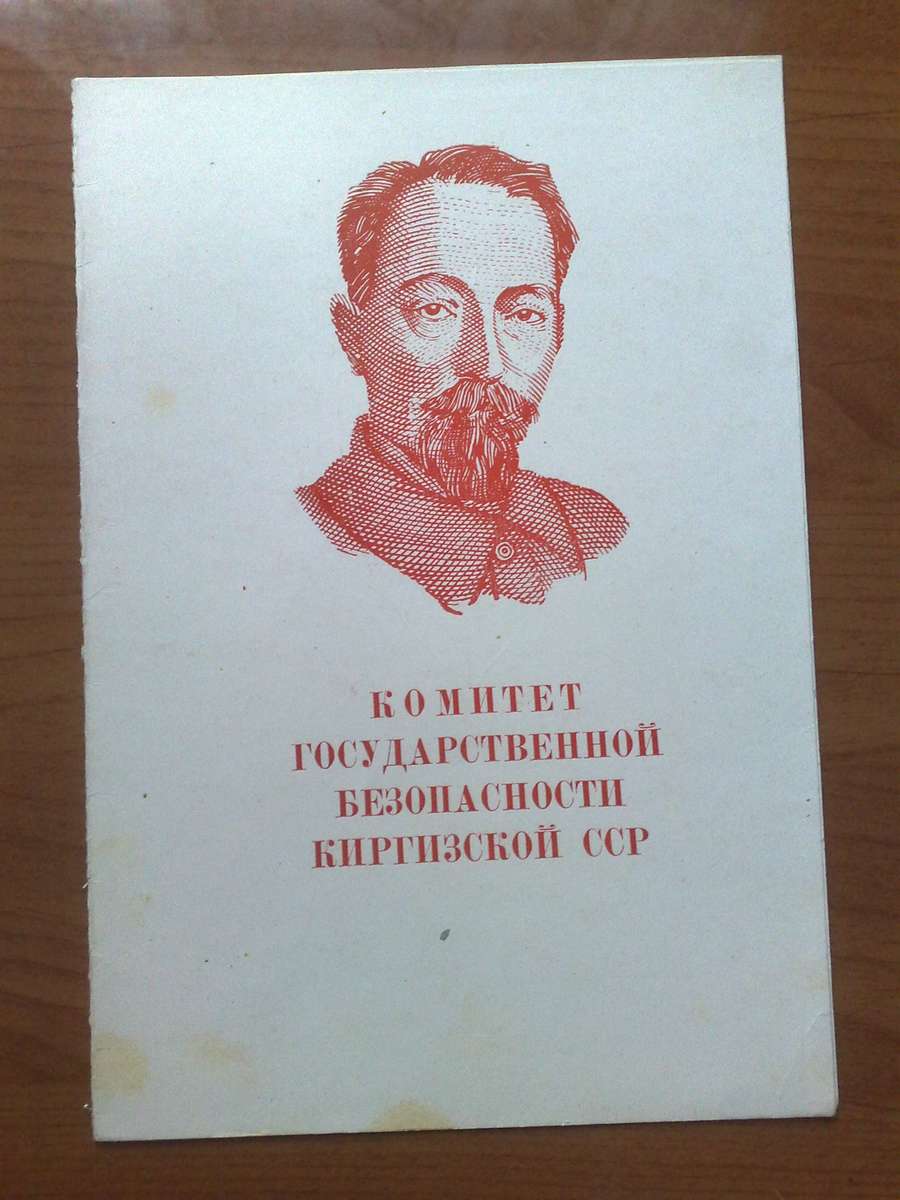 КОМИТЕТ
ГОСУДАРСТВЕННОЙ
БЕЗОПАСНОСТИ
КИРГИЗСКОЙ ССР